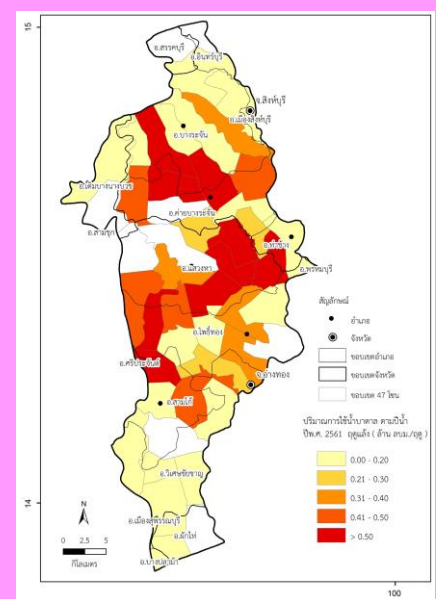 15
อ.สรรคบุรี
อ.อินทร์บุรี
จ.สิงห์บุรี
อ.เมืองสิงห์บุรี
อ.บางระจัน
อ.เดิมบางนางบวช
อ.ค่ายบางระจัน
อ.สามชุก
อ.ท่าช้าง
อ.แสวงหา
อ.พรหมบุรี
สัญลักษณ์
อำเภอ
จังหวัด
ขอบเขตอำเภอ
ขอบเขตจังหวัด
ขอบเขต 47 โซน
อ.โพธิ์ทอง
อ.ศรีประจันต์
จ.อ่างทอง
อ.สามโก้
ปริมาณการใช้น้ำบาดาล ตามปีน้ำ
ปีพ.ศ. 2561 ฤดูแล้ง ( ล้าน ลบม./ฤดู )
0.00 - 0.20
0.21 - 0.30
0.31 - 0.40
0.41 - 0.50
> 0.50
อ.วิเศษชัยชาญ
14
N
อ.เมืองสุพรรณบุรี
อ.ผักไห่
0 2.5 5
กิโลเมตร
อ.บางปลาม้า
100